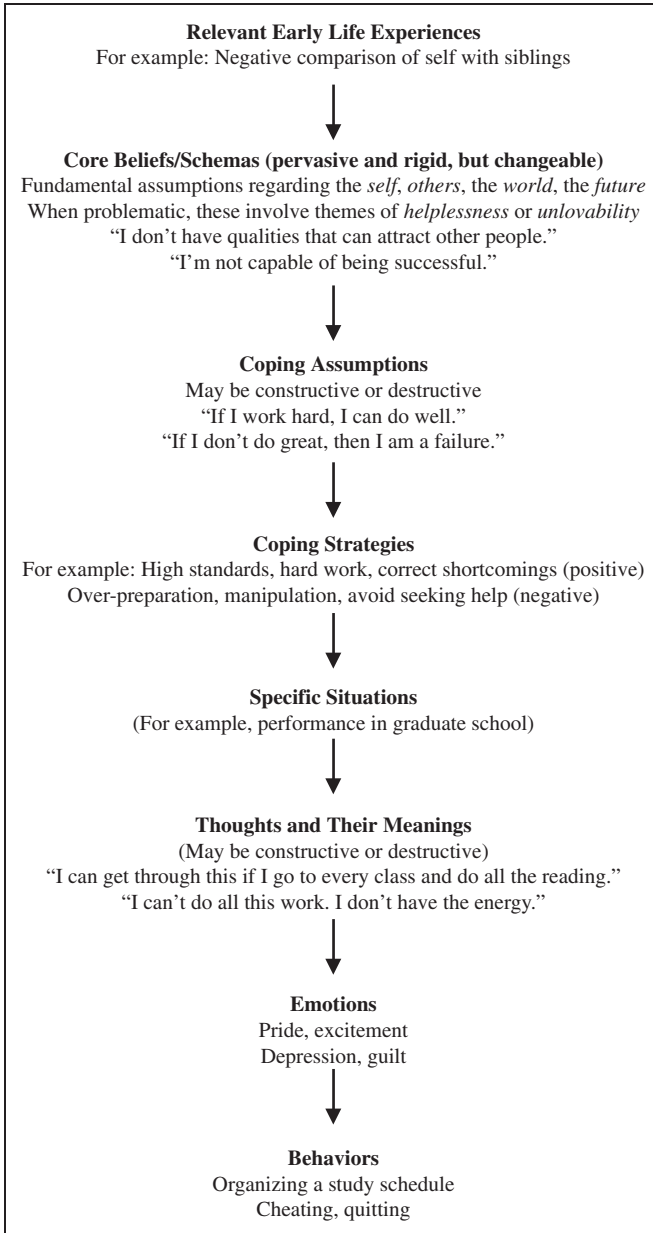 Relevant Early Life Experiences
For example: Negative comparison of self with siblings
Core Beliefs/Schemas (pervasive and rigid, but changeable)
Fundamental assumptions regarding the self, others, the world, the future
When problematic, these involve themes of helplessness or unlovability
“I don’t have qualities that can attract other people.”
“I’m not capable of being successful.”
Coping Assumptions
May be constructive or destructive
“If I work hard, I can do well.”
“If I don’t do great, then I am a failure.”
Coping Strategies
For example: High standards, hard work, correct shortcomings (positive)
Over-preparation, manipulation, avoid seeking help (negative)
Specific Situations
(For example, performance in graduate school)
Thoughts and Their Meanings
(May be constructive or destructive)
“I can get through this if I go to every class and do all the reading.”
“I can’t do all this work. I don’t have the energy.”
Emotions
Pride, excitement
Depression, guilt
Behaviors
Organizing a study schedule
Cheating, quitting